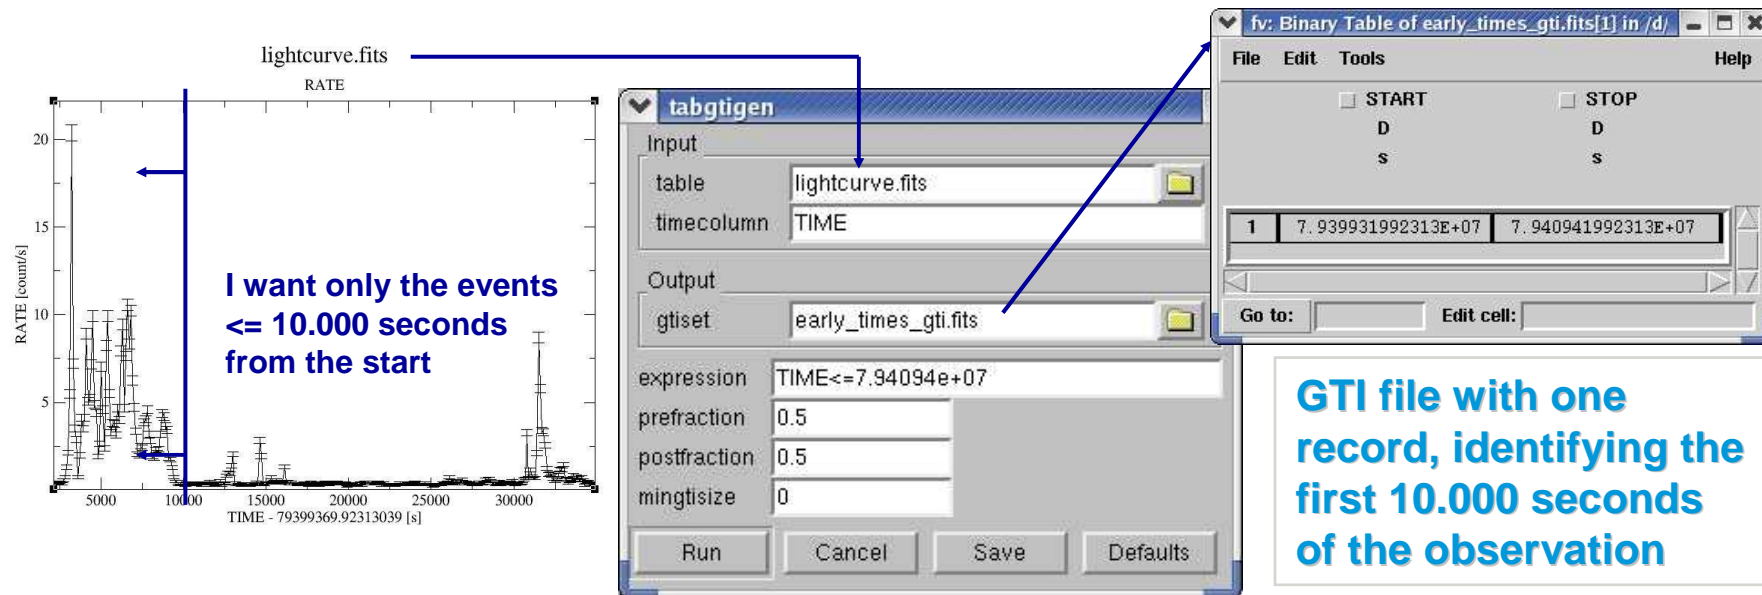 lightcurve.fits
RATE
20
15
10
5
RATE [count/s]
5000
10000
15000
20000
25000
30000
TIME - 79399369.92313039 [s]
I want only the events
<= 10.000 seconds
from the start
tabgtigen
Input
table
lightcurve.fits
timecolumn
TIME
Output
gtiset
early_times_gti.fits
expression
TIME<=7.94094e+07
prefraction
0.5
postfraction
0.5
mingtisize
0
Run
Cancel
Save
Defaults
fv: Binary Table of early_times_gti.fits[1] in /d/
File Edit Tools Help
START STOP
D D
s s
1 7.939931992313E+07 7.940941992313E+07
Go to: Edit cell:
GTI file with one
record, identifying the
first 10.000 seconds
of the observation